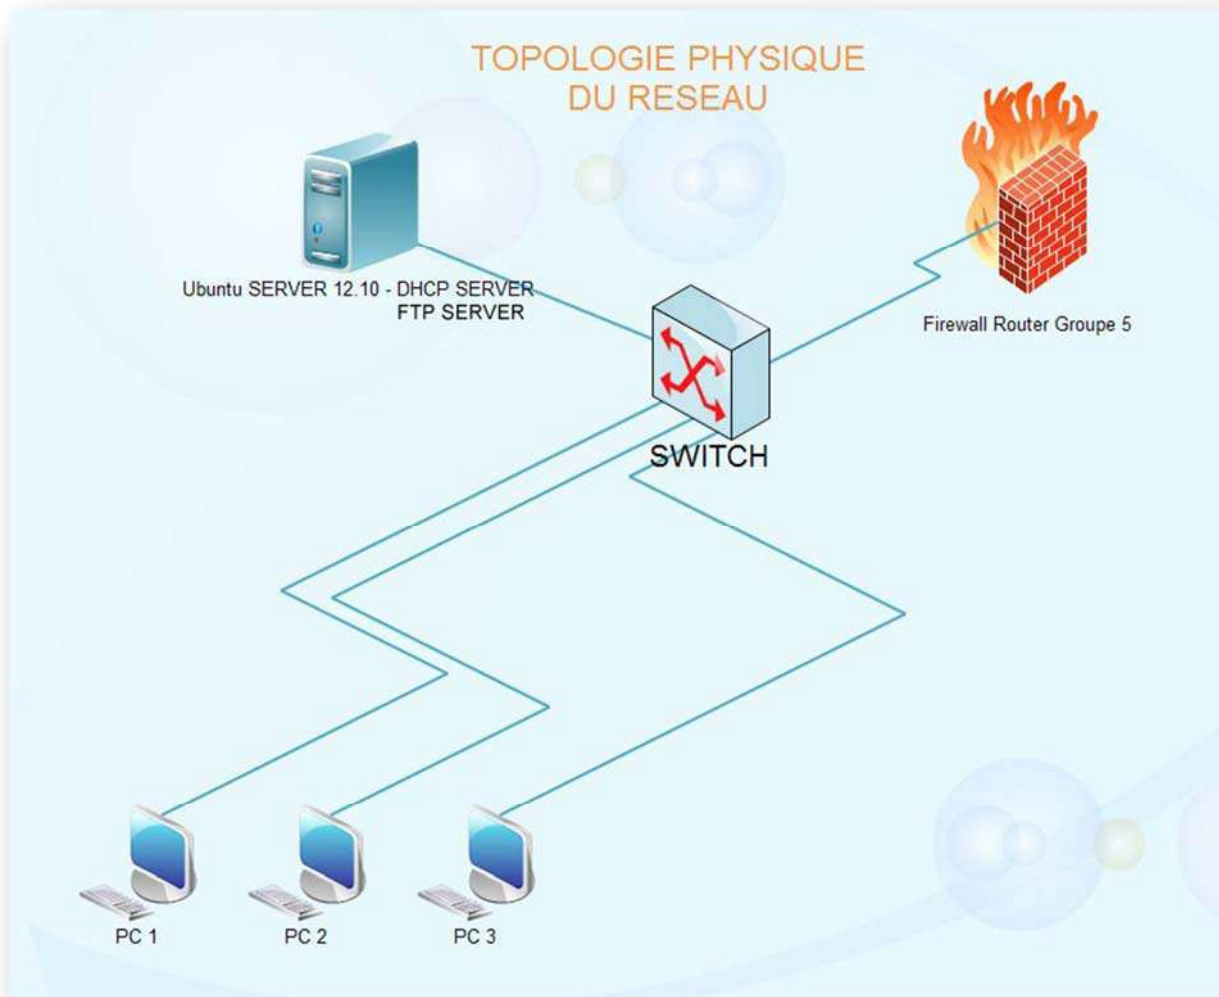 TOPOLOGIE PHYSIQUE
DU RESEAU
Ubuntu SERVER 12.10 - DHCP SERVER
FTP SERVER
Firewall Router Groupe 5
SWITCH
PC 1
PC 2
PC 3